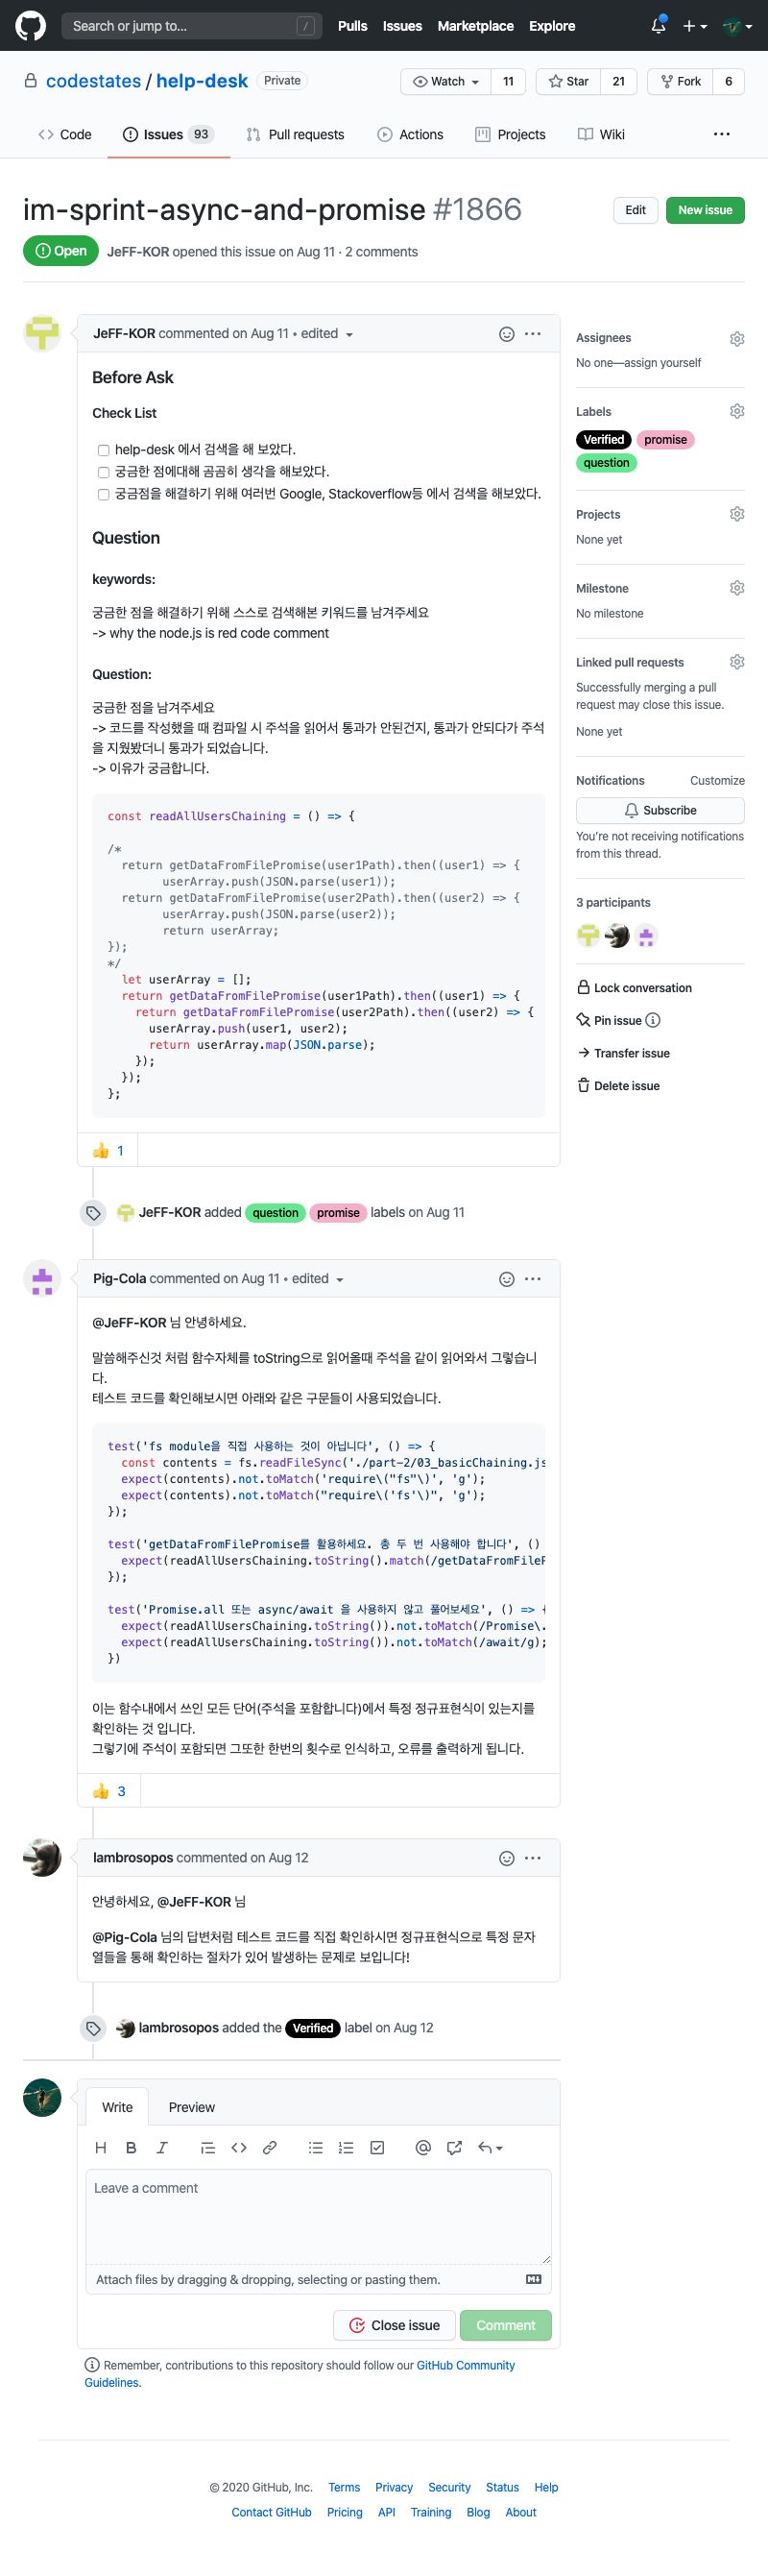 Search or jump to... /
Pulls Issues Marketplace Explore
codestates / help-desk Private
Watch 11 Star 21 Fork 6
Code Issues 93 Pull requests Actions Projects Wiki ...
im-sprint-async-and-promise #1866
Edit New issue
Open JeFF-KOR opened this issue on Aug 11 · 2 comments
JeFF-KOR commented on Aug 11 • edited
Before Ask
Check List
help-desk 에서 검색을 해 보았다.
궁금한 점에대해 곰곰히 생각을 해보았다.
궁금점을 해결하기 위해 여러번 Google, Stackoverflow등 에서 검색을 해보았다.
Question
keywords:
궁금한 점을 해결하기 위해 스스로 검색해본 키워드를 남겨주세요
-> why the node.js is red code comment
Question:
궁금한 점을 남겨주세요
-> 코드를 작성했을 때 컴파일 시 주석을 읽어서 통과가 안된건지, 통과가 안되다가 주석
을 지웠봤더니 통과가 되었습니다.
-> 이유가 궁금합니다.
const readAllUsersChaining = () => {
/*
return getDataFromFilePromise(user1Path).then((user1) => {
userArray.push(JSON.parse(user1));
return getDataFromFilePromise(user2Path).then((user2) => {
userArray.push(JSON.parse(user2));
return userArray;
});
*/
let userArray = [];
return getDataFromFilePromise(user1Path).then((user1) => {
return getDataFromFilePromise(user2Path).then((user2) => {
userArray.push(user1, user2);
return userArray.map(JSON.parse);
});
});
};
1
JeFF-KOR added question promise labels on Aug 11
Pig-Cola commented on Aug 11 • edited
@JeFF-KOR 님 안녕하세요.
말씀해주신것 처럼 함수자체를 toString으로 읽어올때 주석을 같이 읽어와서 그렇습니
다.
테스트 코드를 확인해보시면 아래와 같은 구문들이 사용되었습니다.
test('fs module을 직접 사용하는 것이 아닙니다', () => {
const contents = fs.readFileSync('./part-2/03_basicChaining.js
expect(contents).not.toMatch('require\("fs"\)', 'g');
expect(contents).not.toMatch("require\('fs'\)", 'g');
});
test('getDataFromFilePromise를 활용하세요. 총 두 번 사용해야 합니다', ()
expect(readAllUsersChaining.toString().match(/getDataFromFileP
});
test('Promise.all 또는 async/await 을 사용하지 않고 풀어보세요', () => {
expect(readAllUsersChaining.toString()).not.toMatch(/Promise\.
expect(readAllUsersChaining.toString()).not.toMatch(/await/g);
})
이는 함수내에서 쓰인 모든 단어(주석을 포함합니다)에서 특정 정규표현식이 있는지를
확인하는 것 입니다.
그렇기에 주석이 포함되면 그또한 한번의 횟수로 인식하고, 오류를 출력하게 됩니다.
3
lambrosopos commented on Aug 12
안녕하세요, @JeFF-KOR 님
@Pig-Cola 님의 답변처럼 테스트 코드를 직접 확인하시면 정규표현식으로 특정 문자
열들을 통해 확인하는 절차가 있어 발생하는 문제로 보입니다!
lambrosopos added the Verified label on Aug 12
Write Preview
H B I
Leave a comment
Attach files by dragging & dropping, selecting or pasting them.
Close issue Comment
Remember, contributions to this repository should follow our GitHub Community
Guidelines.
Assignees
No one—assign yourself
Labels
Verified promise
question
Projects
None yet
Milestone
No milestone
Linked pull requests
Successfully merging a pull
request may close this issue.
None yet
Notifications Customize
Subscribe
You're not receiving notifications
from this thread.
3 participants
Lock conversation
Pin issue
Transfer issue
Delete issue
© 2020 GitHub, Inc. Terms Privacy Security Status Help
Contact GitHub Pricing API Training Blog About